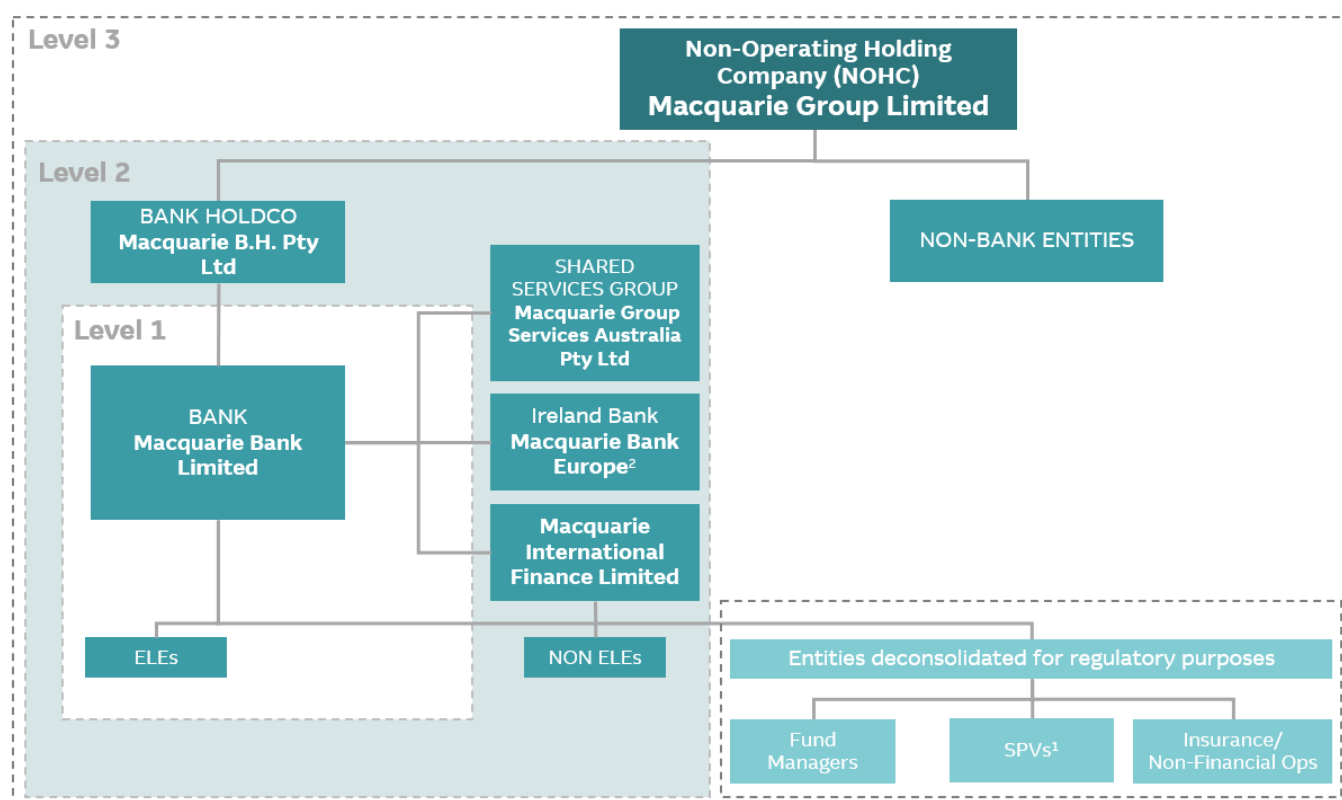 Level 3
Non-Operating Holding
Company (NOHC)
Macquarie Group Limited
Level 2
BANK HOLDCO
Macquarie B.H. Pty
Ltd
NON-BANK ENTITIES
SHARED
SERVICES GROUP
Macquarie Group
Services Australia
Pty Ltd
Level 1
BANK
Macquarie Bank
Limited
Ireland Bank
Macquarie Bank
Europe²
Macquarie
International
Finance Limited
ELEs
NON ELEs
Entities deconsolidated for regulatory purposes
Fund
Managers
SPVs¹
Insurance/
Non-Financial Ops